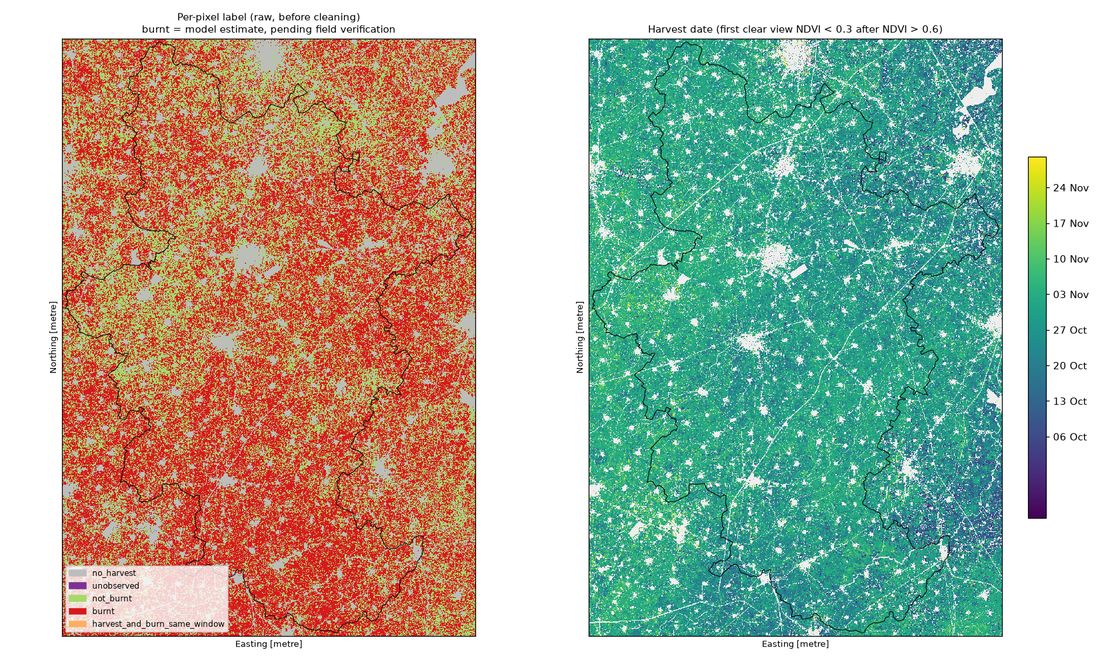 Per-pixel label (raw, before cleaning)
burnt = model estimate, pending field verification
Northing [metre]
no_harvest
unobserved
not_burnt
burnt
harvest_and_burn_same_window
Easting [metre]
Harvest date (first clear view NDVI < 0.3 after NDVI > 0.6)
Northing [metre]
Easting [metre]
24 Nov
17 Nov
10 Nov
03 Nov
27 Oct
20 Oct
13 Oct
06 Oct